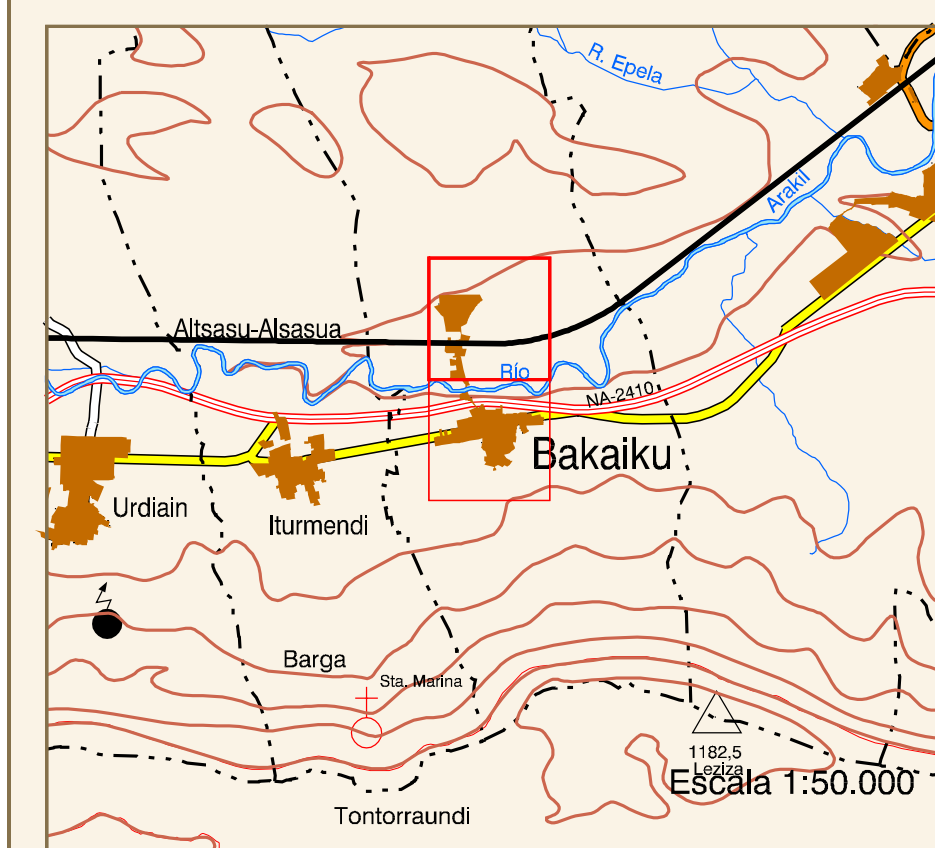 R. Epela
Arakil
Altsasu-Alsasua
Río
NA-2410
Bakaiku
Urdiain
Iturmendi
Barga
Sta. Marina
1182,5
Leziza
Escala 1:50.000
Tontorraundi